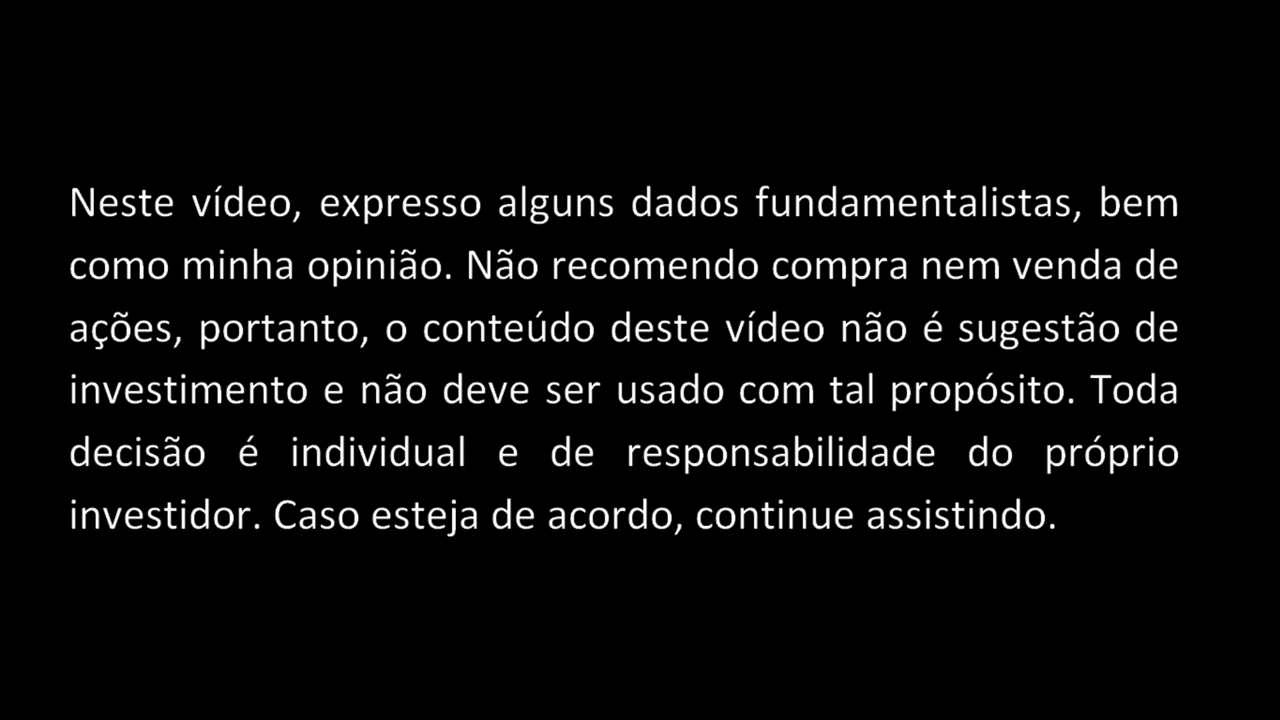 Neste vídeo, expresso alguns dados fundamentalistas, bem
como minha opinião. Não recomendo compra nem venda de
ações, portanto, o conteúdo deste vídeo não é sugestão de
investimento e não deve ser usado com tal propósito. Toda
decisão é individual e de responsabilidade do próprio
investidor. Caso esteja de acordo, continue assistindo.